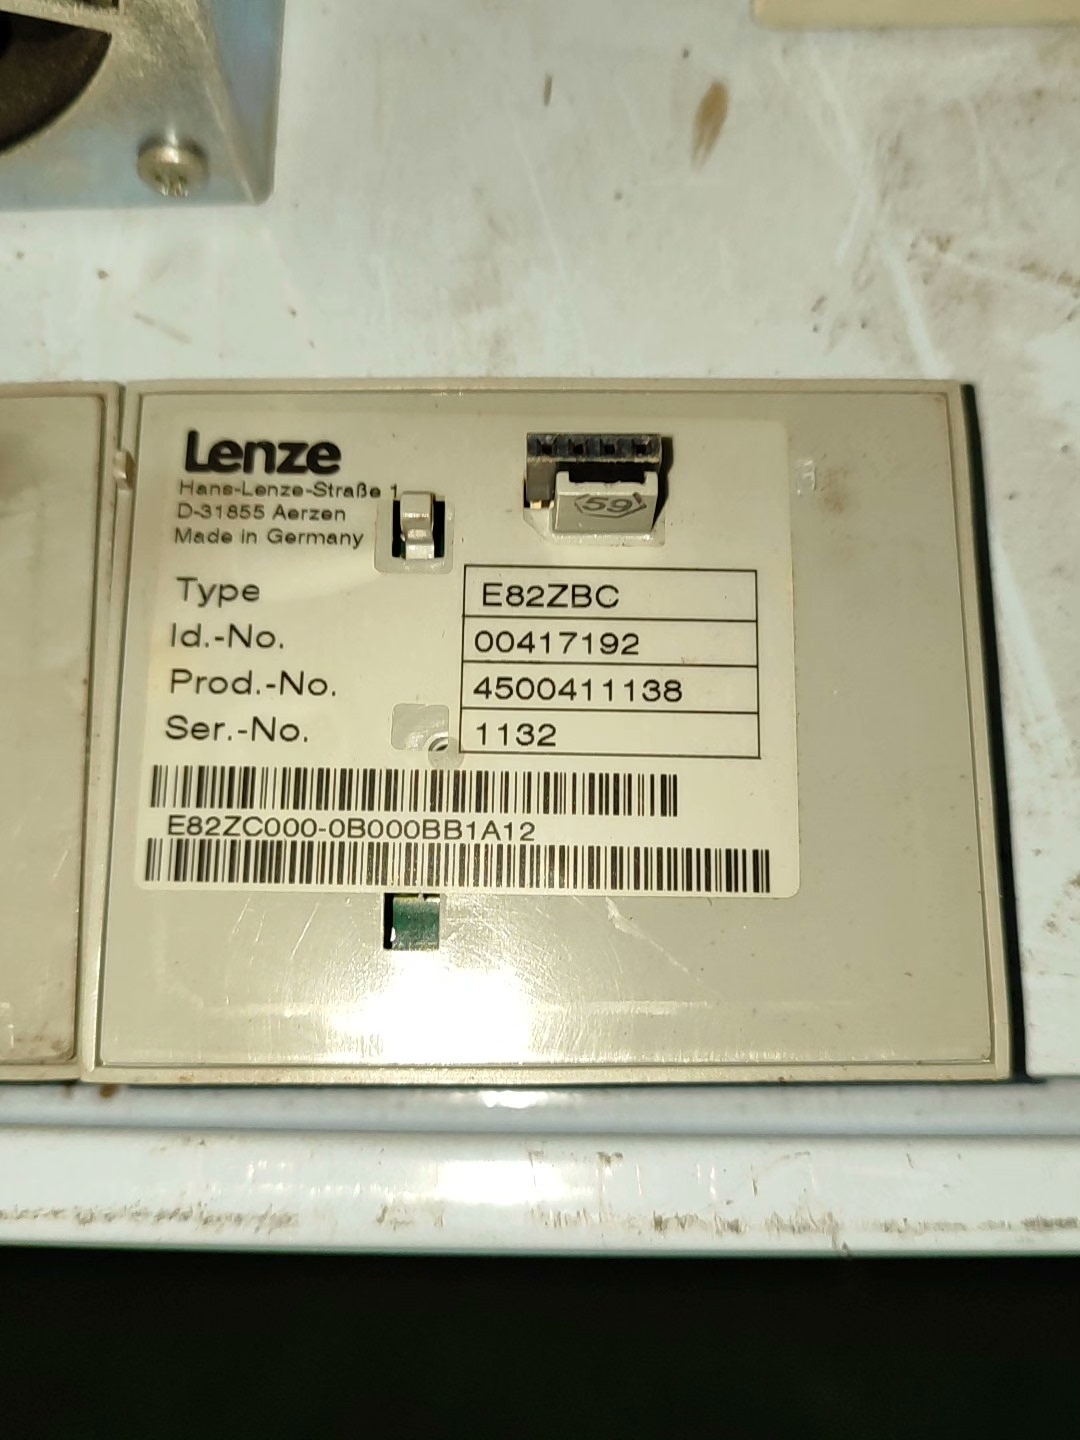 Lenze
Hans-Lenze-Straße 1
D-31855 Aerzen
Made in Germany
59
Type E82ZBC
Id.-No. 00417192
Prod.-No. 4500411138
Ser.-No. 1132
E82ZC000-0B000BB1A12